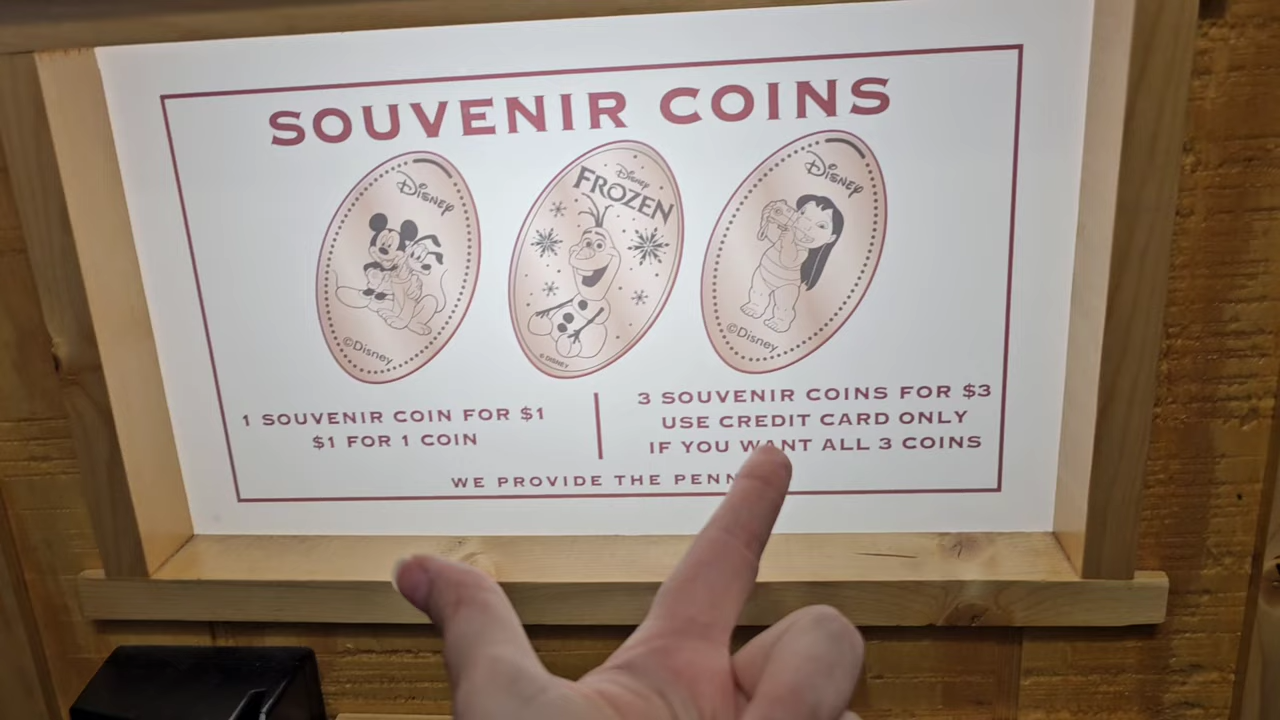 SOUVENIR COINS
Disney
©Disney
Disney
FROZEN
© DISNEY
Disney
©Disney
1 SOUVENIR COIN FOR $1
$1 FOR 1 COIN
3 SOUVENIR COINS FOR $3
USE CREDIT CARD ONLY
IF YOU WANT ALL 3 COINS
WE PROVIDE THE